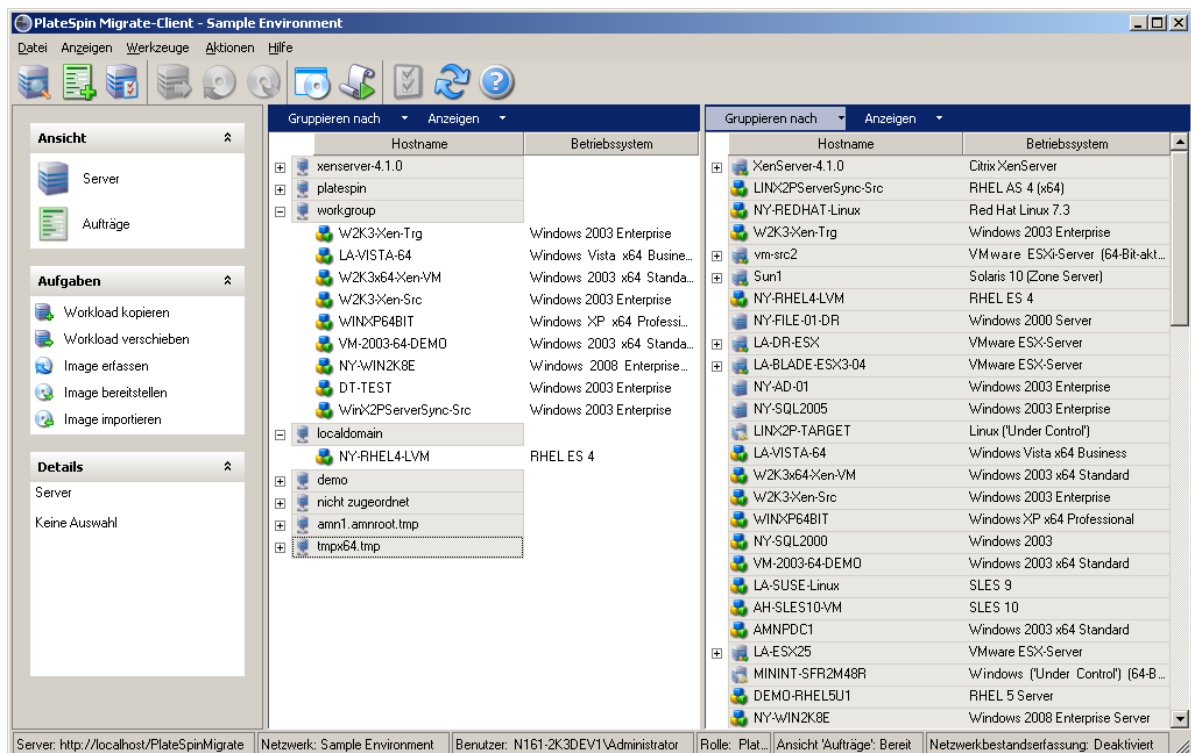 PlateSpin Migrate-Client - Sample Environment
Datei Anzeigen Werkzeuge Aktionen Hilfe
Ansicht
Server
Aufträge
Aufgaben
Workload kopieren
Workload verschieben
Image erfassen
Image bereitstellen
Image importieren
Details
Server
Keine Auswahl
Gruppieren nach Anzeigen
Hostname Betriebssystem
xenserver-4.1.0
platespin
workgroup
W2K3-Xen-Trg Windows 2003 Enterprise
LA-VISTA-64 Windows Vista x64 Busine...
W2K3x64-Xen-VM Windows 2003 x64 Standa...
W2K3-Xen-Src Windows 2003 Enterprise
WINXP64BIT Windows XP x64 Professi...
VM-2003-64-DEMO Windows 2003 x64 Standa...
NY-WIN2K8E Windows 2008 Enterprise...
DT-TEST Windows 2003 Enterprise
WinX2PServerSync-Src Windows 2003 Enterprise
localdomain
NY-RHEL4-LVM RHEL ES 4
demo
nicht zugeordnet
amn1.amnroot.tmp
tmpx64.tmp
Gruppieren nach Anzeigen
Hostname Betriebssystem
XenServer-4.1.0 Citrix XenServer
LINX2PServerSync-Src RHEL AS 4 (x64)
NY-REDHAT-Linux Red Hat Linux 7.3
W2K3-Xen-Trg Windows 2003 Enterprise
vm-src2 VMware ESXi-Server (64-Bit-akt...
Sun1 Solaris 10 (Zone Server)
NY-RHEL4-LVM RHEL ES 4
NY-FILE-01-DR Windows 2000 Server
LA-DR-ESX VMware ESX-Server
LA-BLADE-ESX3-04 VMware ESX-Server
NY-AD-01 Windows 2003 Enterprise
NY-SQL2005 Windows 2003 Enterprise
LINX2P-TARGET Linux ('Under Control')
LA-VISTA-64 Windows Vista x64 Business
W2K3x64-Xen-VM Windows 2003 x64 Standard
W2K3-Xen-Src Windows 2003 Enterprise
WINXP64BIT Windows XP x64 Professional
NY-SQL2000 Windows 2003
VM-2003-64-DEMO Windows 2003 x64 Standard
LA-SUSE-Linux SLES 9
AH-SLES10-VM SLES 10
AMNPDC1 Windows 2003 x64 Standard
LA-ESX25 VMware ESX-Server
MININT-SFR2M48R Windows ('Under Control') (64-B...
DEMO-RHEL5U1 RHEL 5 Server
NY-WIN2K8E Windows 2008 Enterprise Server
Server: http://localhost/PlateSpinMigrate Netzwerk: Sample Environment Benutzer: N161-2K3DEV1\Administrator Rolle: Plat... Ansicht 'Aufträge': Bereit Netzwerkbestandserfassung: Deaktiviert